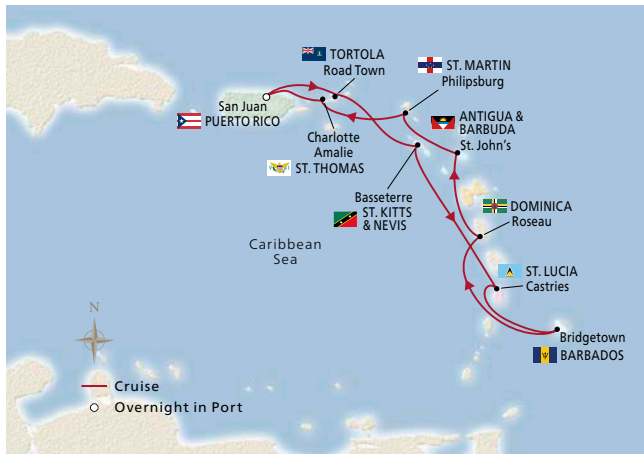 TORTOLA
Road Town
ST. MARTIN
Philipsburg
San Juan
PUERTO RICO
ANTIGUA &
BARBUDA
St. John's
Charlotte
Amalie
ST. THOMAS
Basseterre
ST. KITTS
& NEVIS
DOMINICA
Roseau
Caribbean
Sea
ST. LUCIA
Castries
N
Bridgetown
BARBADOS
Cruise
Overnight in Port